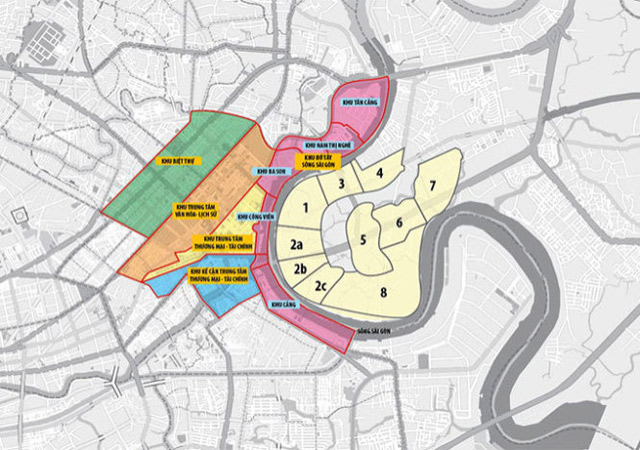 KHU TÂN CẢNG
KHU NAM THỊ NGHÈ
KHU BỜ TÂY
SÔNG SÀI GÒN
KHU BIỆT THỰ
KHU BA SON
KHU TRUNG TÂM
VĂN HÓA- LỊCH SỬ
KHU CÔNG VIÊN
KHU TRUNG TÂM
THƯƠNG MẠI - TÀI CHÍNH
KHU KẾ CẬN TRUNG TÂM
THƯƠNG MẠI - TÀI CHÍNH
KHU CẢNG
SÔNG SÀI GÒN
1
3
4
7
2a
5
6
2b
2c
8